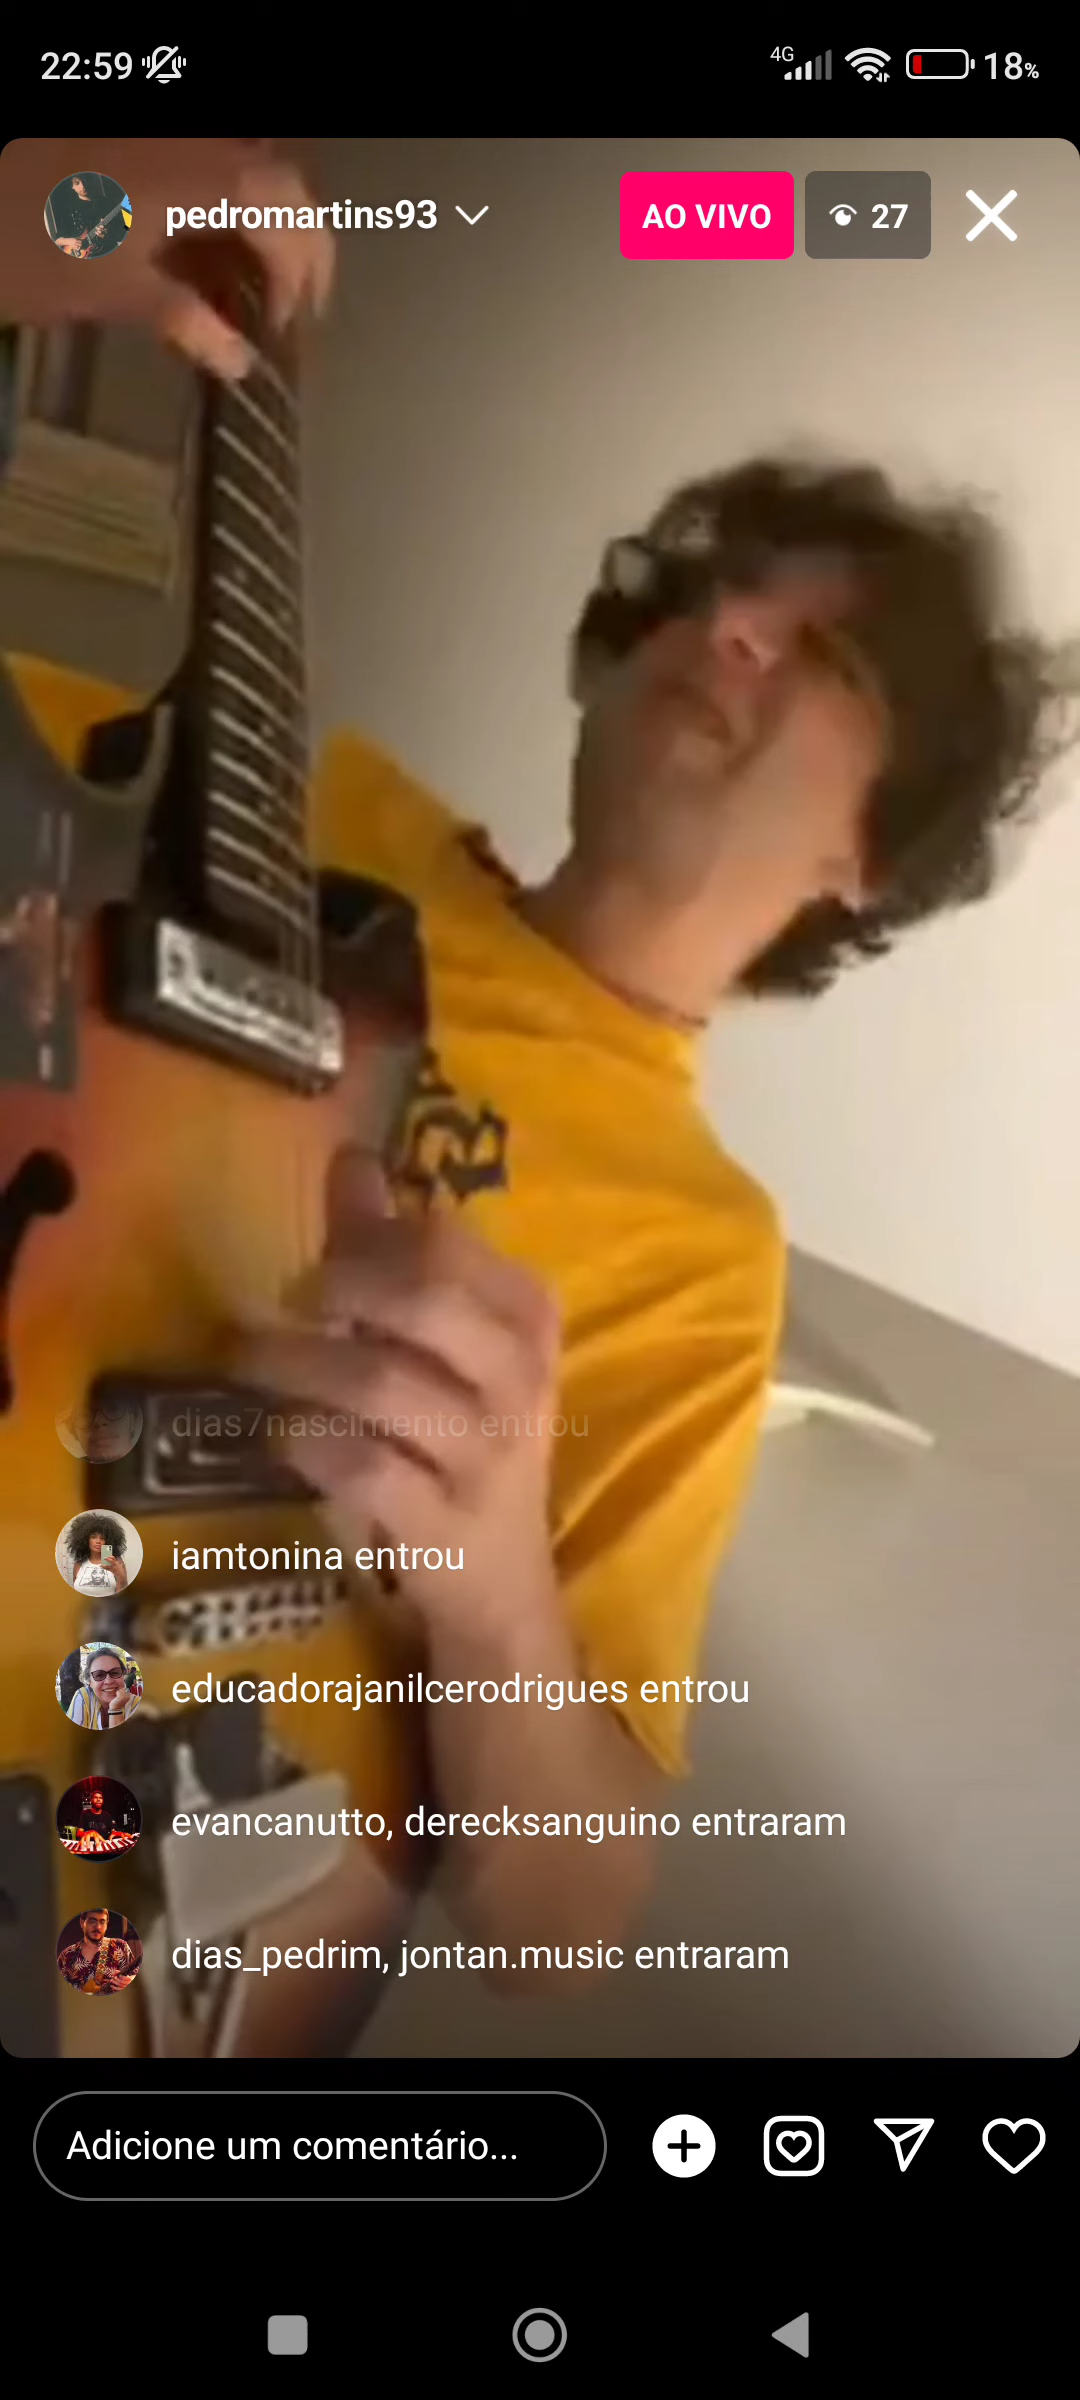 22:59
4G
18%
pedromartins93
AO VIVO
27
dias7nascimento entrou
iamtonina entrou
educadorajanilcerodrigues entrou
evancanutto, derecksanguino entraram
dias_pedrim, jontan.music entraram
Adicione um comentário...